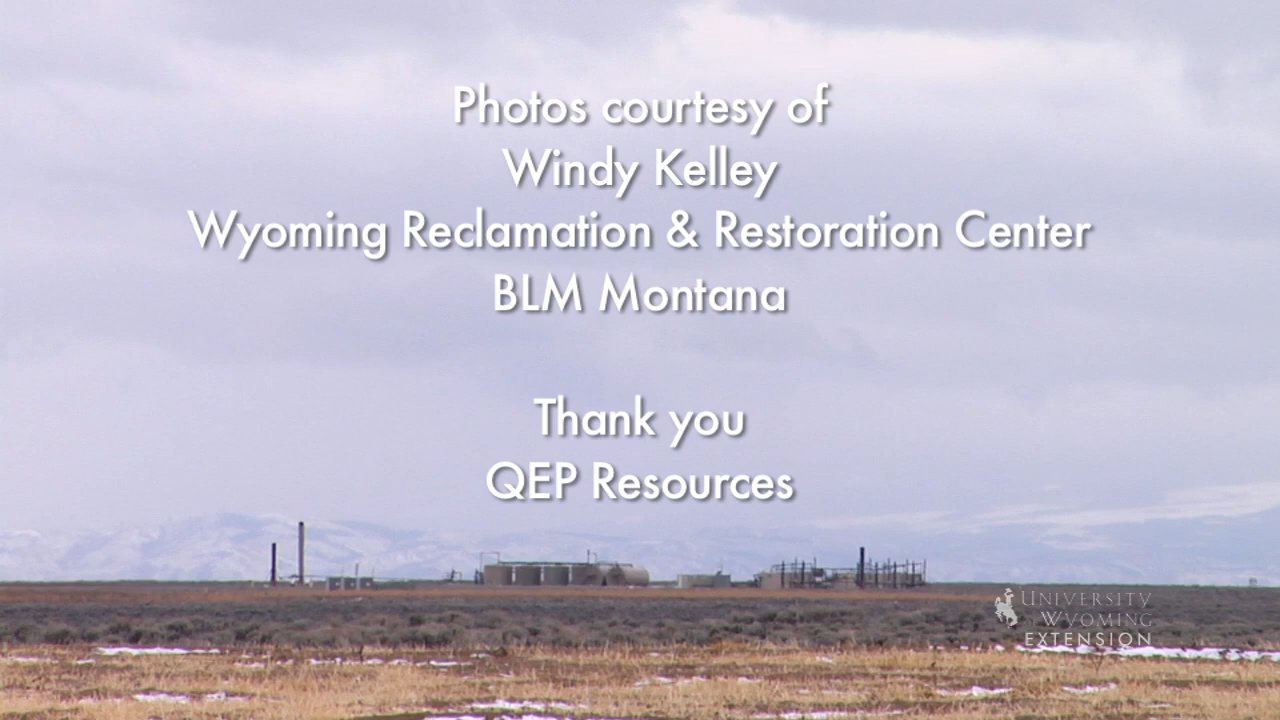 Photos courtesy of
Windy Kelley
Wyoming Reclamation & Restoration Center
BLM Montana
Thank you
QEP Resources
UNIVERSITY
OF WYOMING
EXTENSION